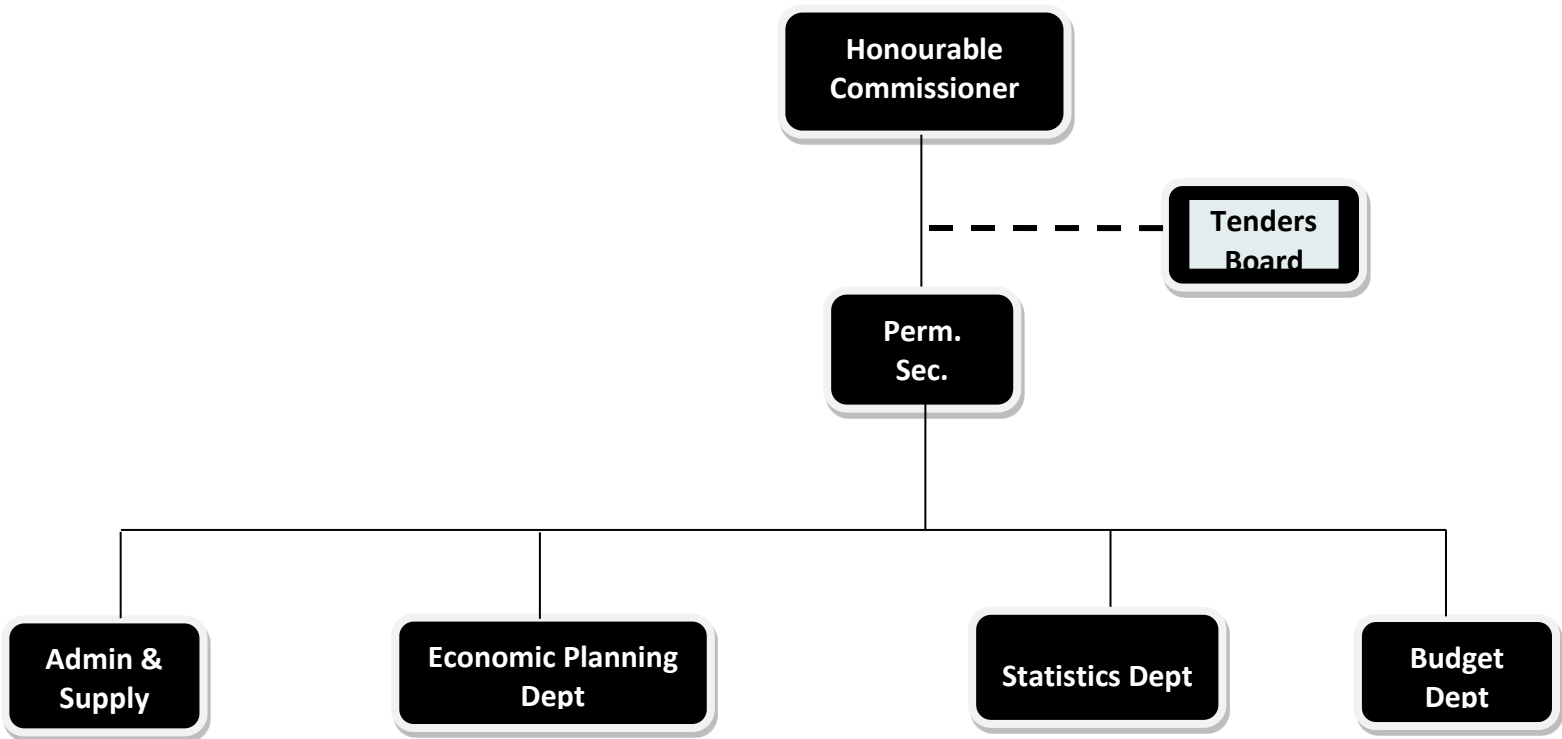 Honourable
Commissioner
Tenders
Board
Perm.
Sec.
Admin &
Supply
Economic Planning
Dept
Statistics Dept
Budget
Dept